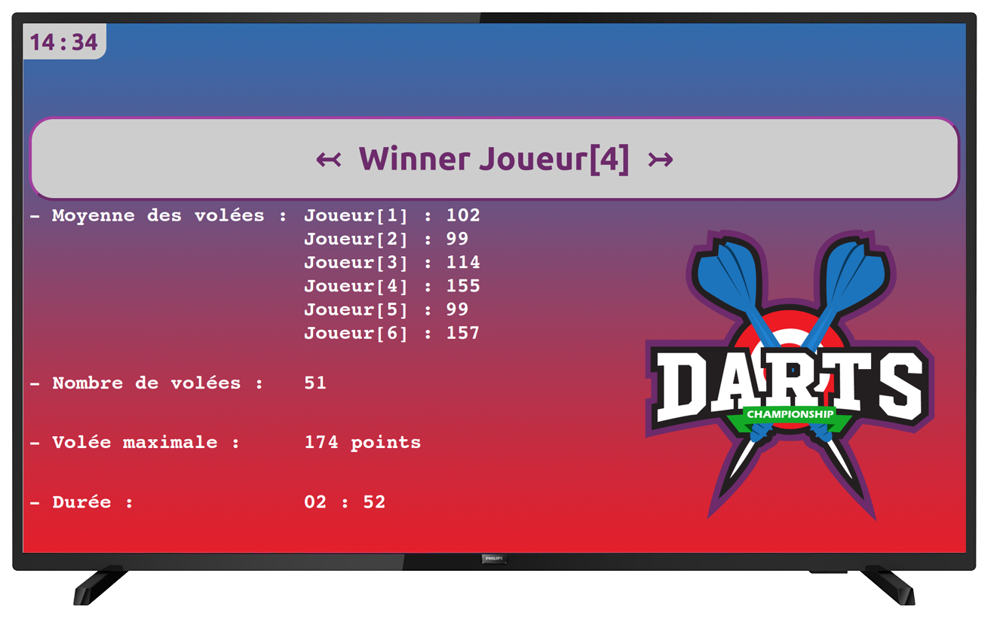 14 : 34
↢ Winner Joueur[4] ↣
- Moyenne des volées : Joueur[1] : 102
Joueur[2] : 99
Joueur[3] : 114
Joueur[4] : 155
Joueur[5] : 99
Joueur[6] : 157
- Nombre de volées : 51
- Volée maximale : 174 points
- Durée : 02 : 52
DARTS
CHAMPIONSHIP
PHILIPS